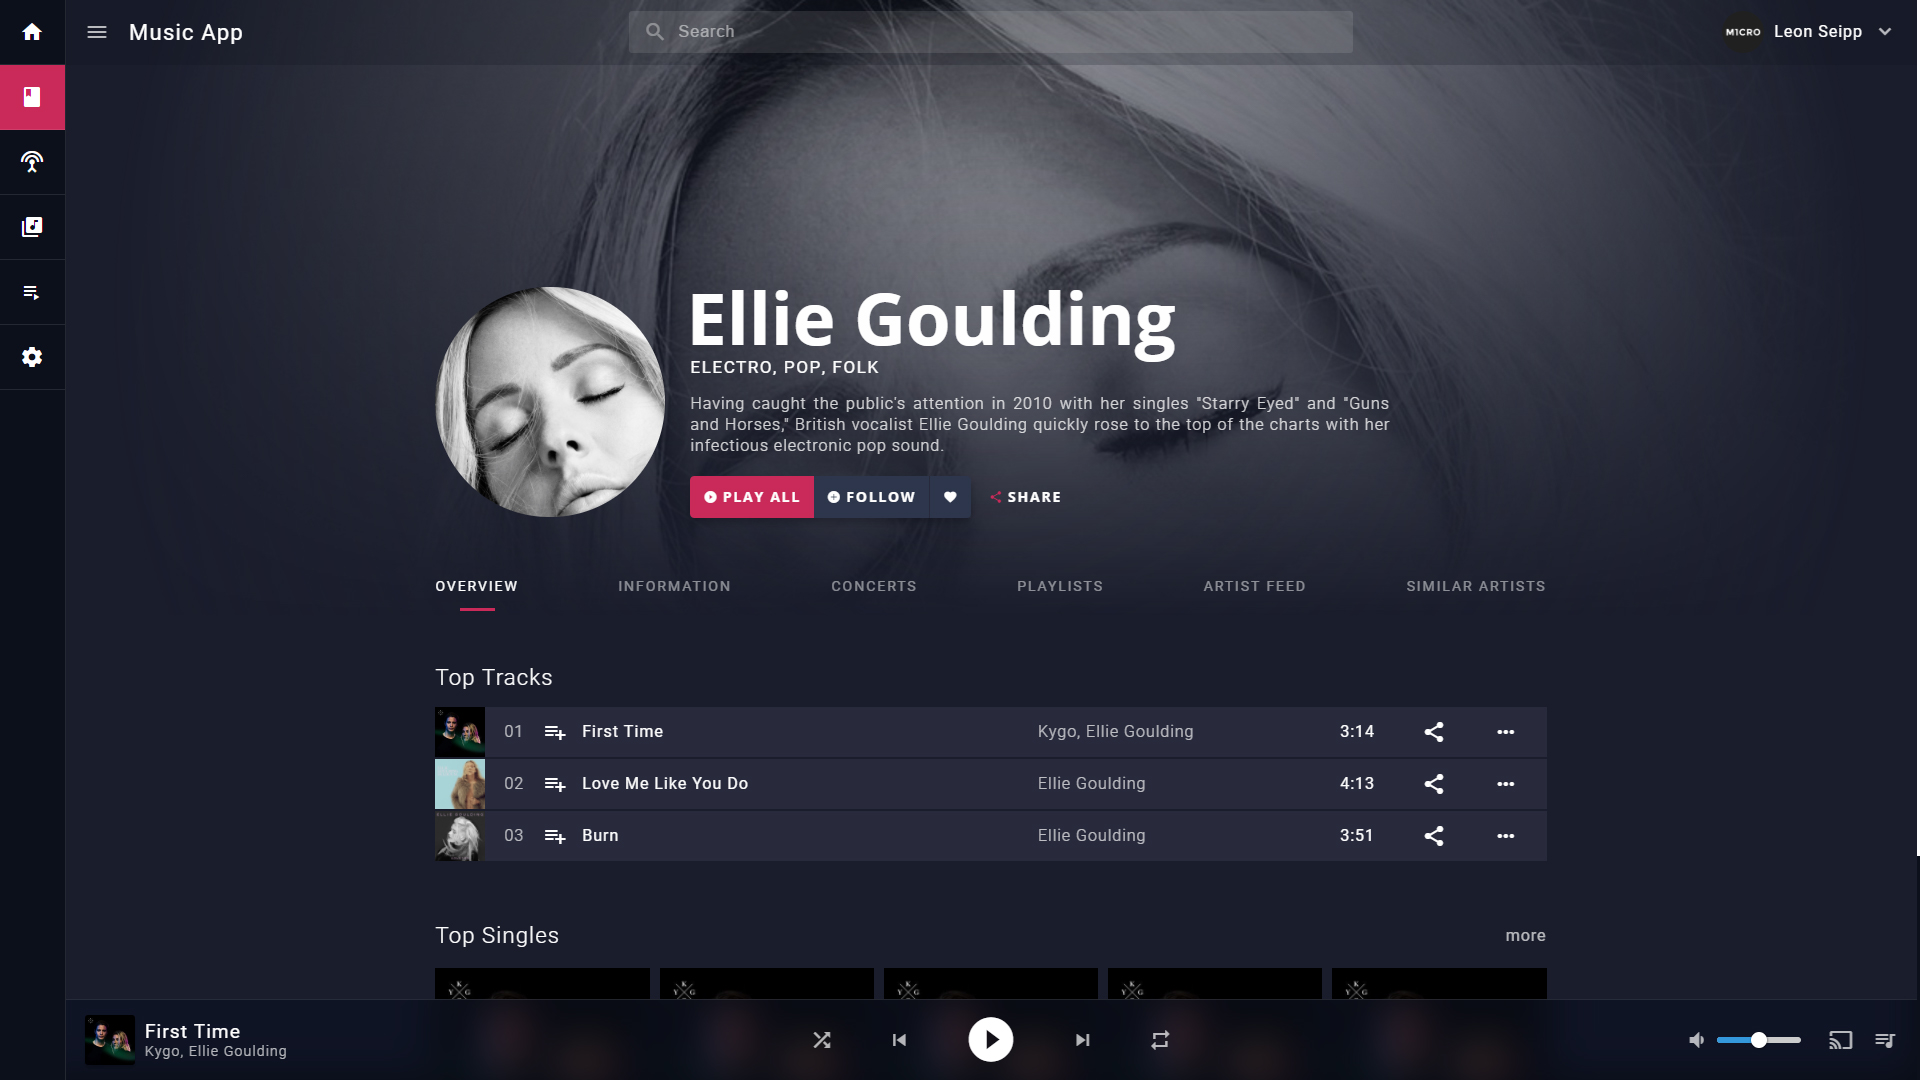 Music App
Search
M1CRO
Leon Seipp
Ellie Goulding
ELECTRO, POP, FOLK
Having caught the public's attention in 2010 with her singles "Starry Eyed" and "Guns
and Horses," British vocalist Ellie Goulding quickly rose to the top of the charts with her
infectious electronic pop sound.
PLAY ALL FOLLOW SHARE
OVERVIEW INFORMATION CONCERTS PLAYLISTS ARTIST FEED SIMILAR ARTISTS
Top Tracks
01 First Time Kygo, Ellie Goulding 3:14
02 Love Me Like You Do Ellie Goulding 4:13
ELLIE GOULDING
03 Burn Ellie Goulding 3:51
Top Singles more
K
Y G
K
Y G
K
Y G
K
Y G
K
Y G
First Time
Kygo, Ellie Goulding